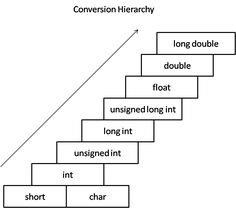 Conversion Hierarchy
long double
double
float
unsigned long int
long int
unsigned int
int
short char